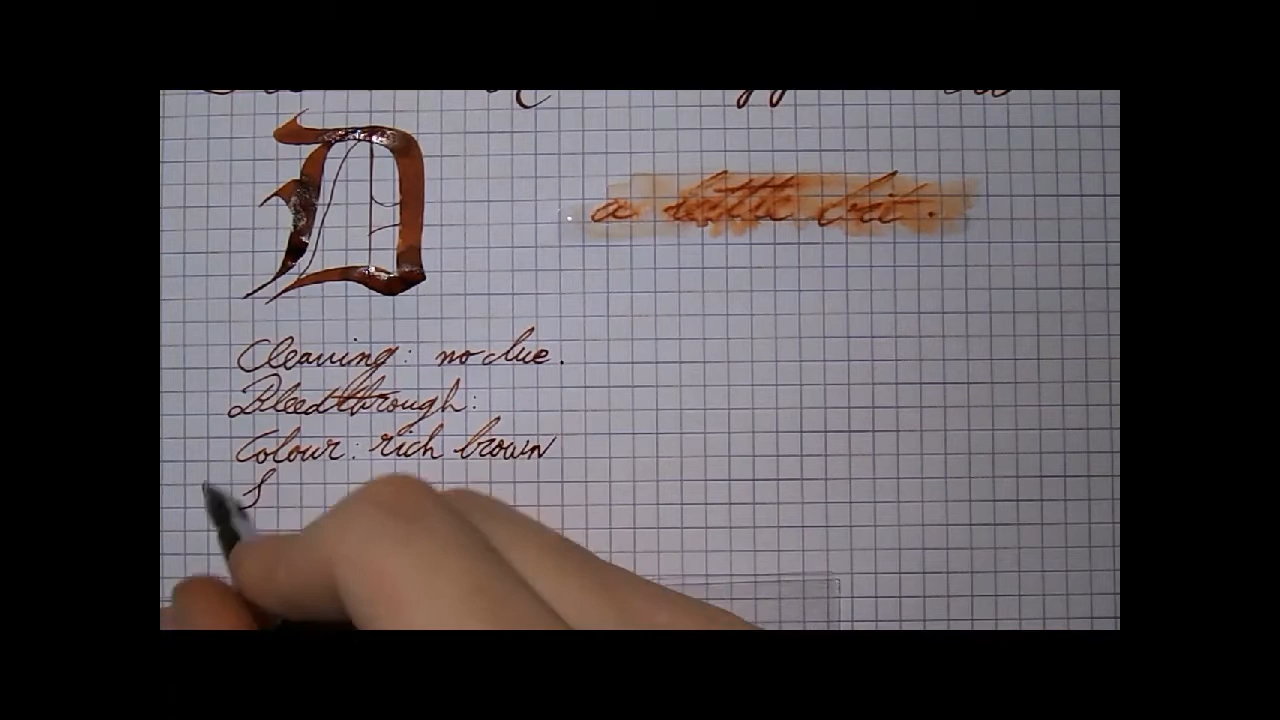 D
a little bit.
Cleaning: no clue.
Bleedthrough:
Colour: rich brown
S